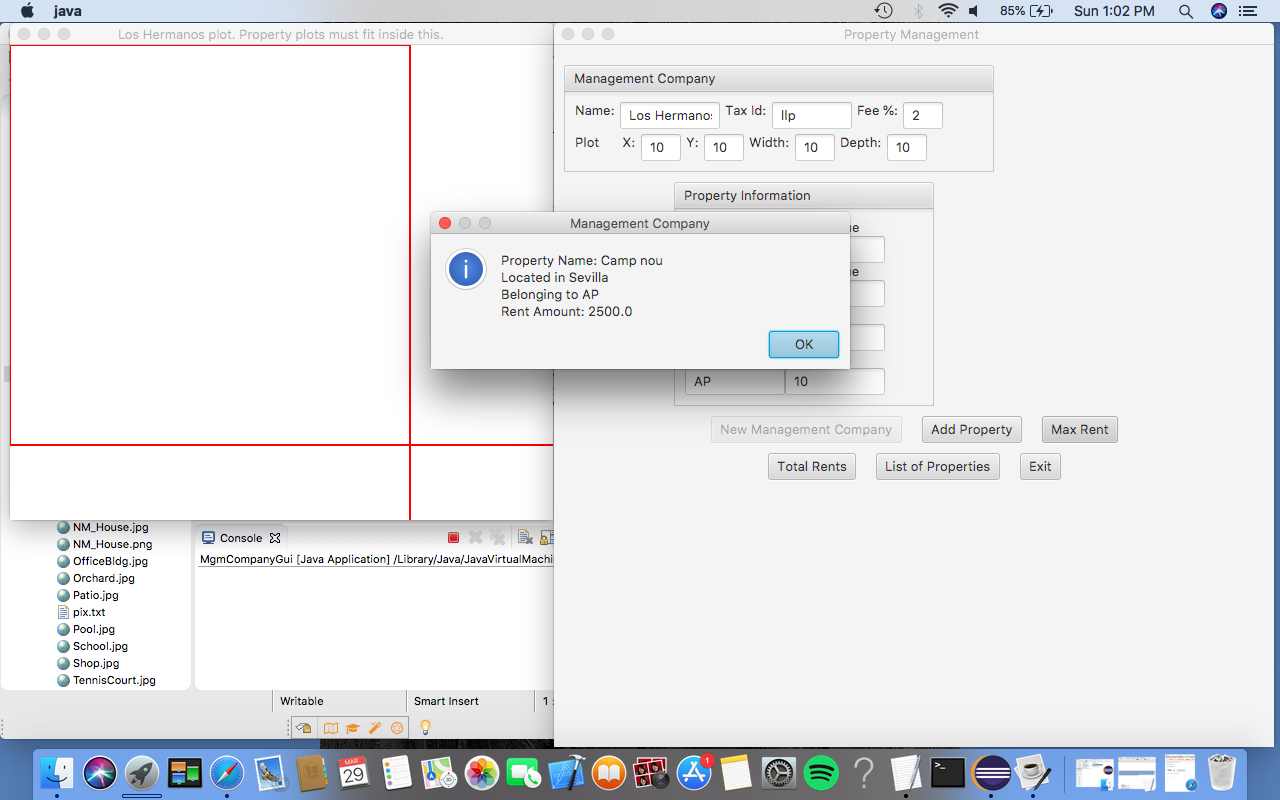 java
85%
Sun 1:02 PM
Los Hermanos plot. Property plots must fit inside this.
Property Management
Management Company
Name:
Los Hermanos
Tax Id:
llp
Fee %:
2
Plot
X:
10
Y:
10
Width:
10
Depth:
10
Property Information
Management Company
Property Name: Camp nou
Located in Sevilla
Belonging to AP
Rent Amount: 2500.0
OK
ue
ue
AP
10
New Management Company
Add Property
Max Rent
Total Rents
List of Properties
Exit
NM_House.jpg
NM_House.png
OfficeBldg.jpg
Orchard.jpg
Patio.jpg
pix.txt
Pool.jpg
School.jpg
Shop.jpg
TennisCourt.jpg
Console
MgmCompanyGui [Java Application] /Library/Java/JavaVirtualMachi
Writable
Smart Insert
1 :
MAR
29
1